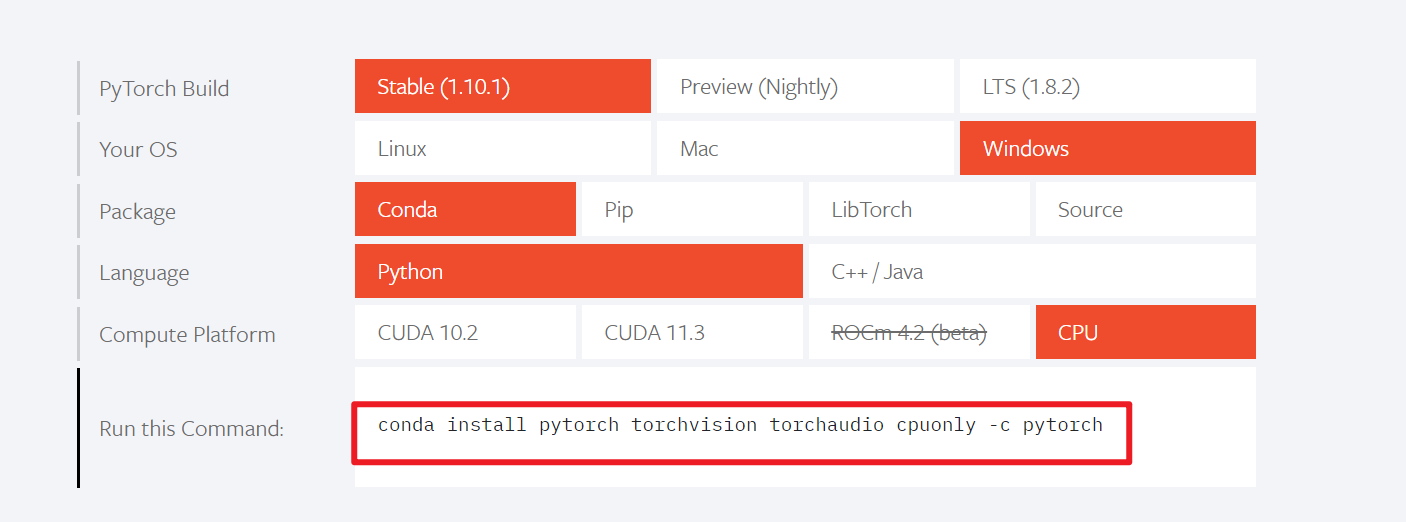 PyTorch Build Stable (1.10.1) Preview (Nightly) LTS (1.8.2)
Your OS Linux Mac Windows
Package Conda Pip LibTorch Source
Language Python C++ / Java
Compute Platform CUDA 10.2 CUDA 11.3 ROCm 4.2 (beta) CPU
Run this Command: conda install pytorch torchvision torchaudio cpuonly -c pytorch